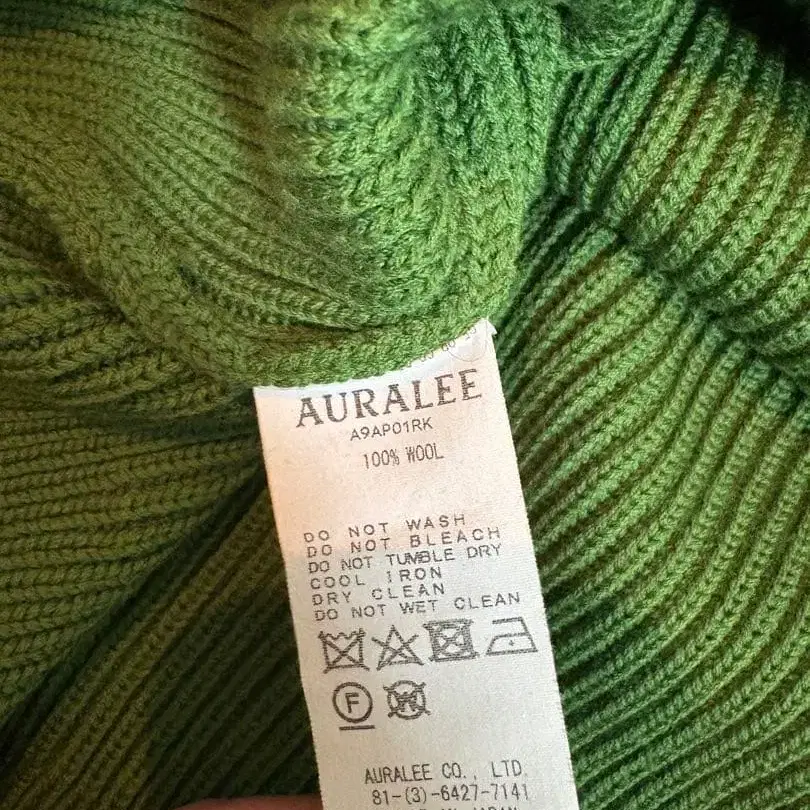 AURALEE
A9AP01RK
100% WOOL
DO NOT WASH
DO NOT BLEACH
DO NOT TUMBLE DRY
COOL IRON
DRY CLEAN
DO NOT WET CLEAN
F W
AURALEE CO., LTD.
81-(3)-6427-7141